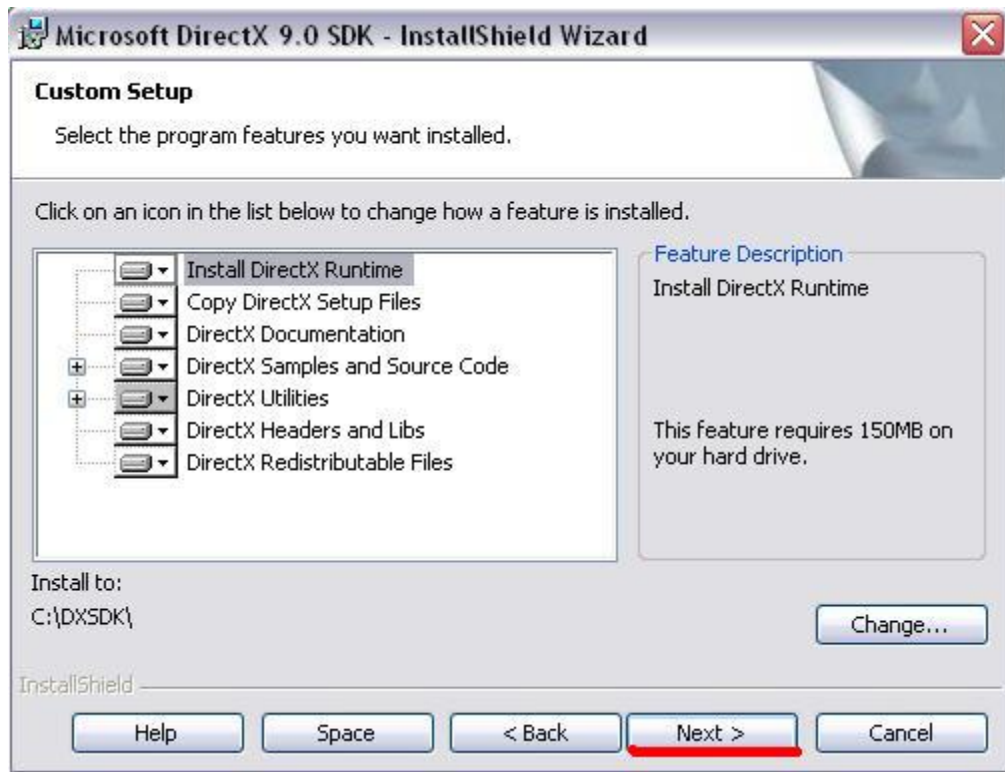 Microsoft DirectX 9.0 SDK - InstallShield Wizard
Custom Setup
Select the program features you want installed.
Click on an icon in the list below to change how a feature is installed.
Install DirectX Runtime
Copy DirectX Setup Files
DirectX Documentation
DirectX Samples and Source Code
DirectX Utilities
DirectX Headers and Libs
DirectX Redistributable Files
Feature Description
Install DirectX Runtime
This feature requires 150MB on
your hard drive.
Install to:
C:\DXSDK\
Change...
InstallShield
Help
Space
< Back
Next >
Cancel